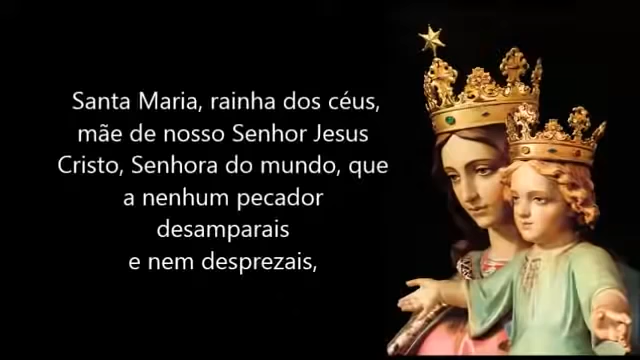 Santa Maria, rainha dos céus,
mãe de nosso Senhor Jesus
Cristo, Senhora do mundo, que
a nenhum pecador
desamparais
e nem desprezais,